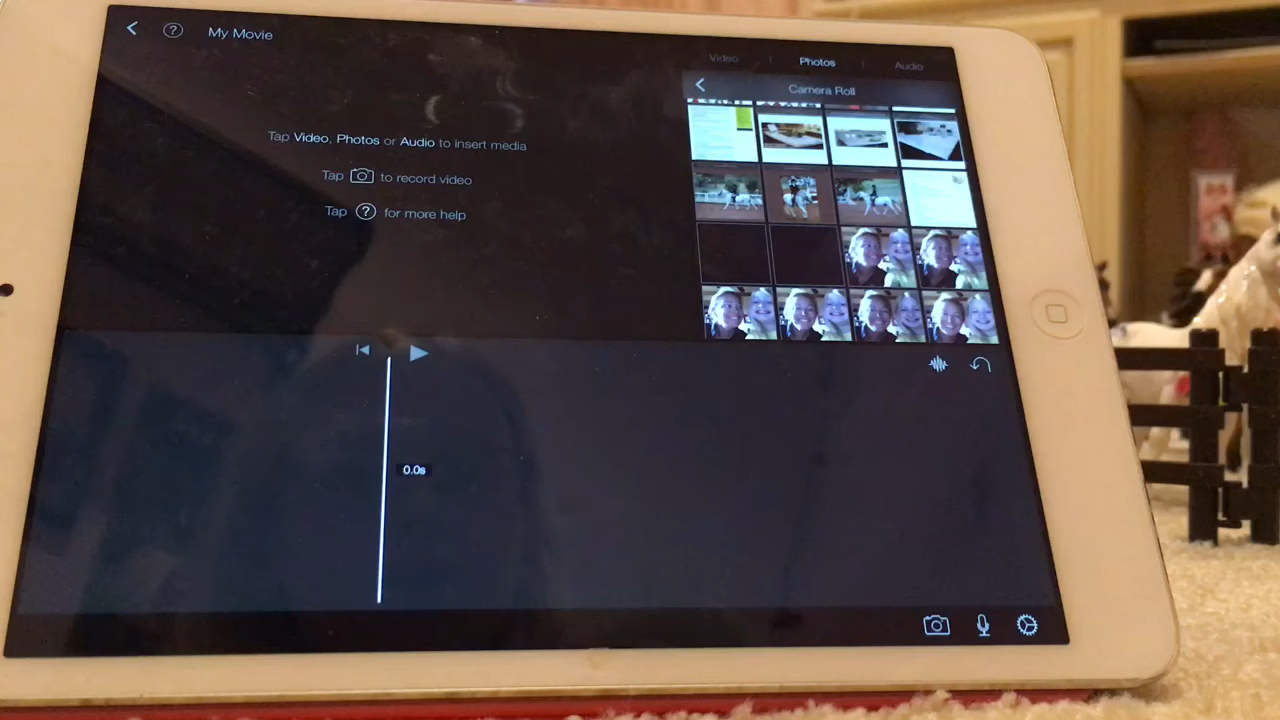 My Movie
Video Photos Audio
Camera Roll
Tap Video, Photos or Audio to insert media
Tap to record video
Tap ? for more help
0.0s